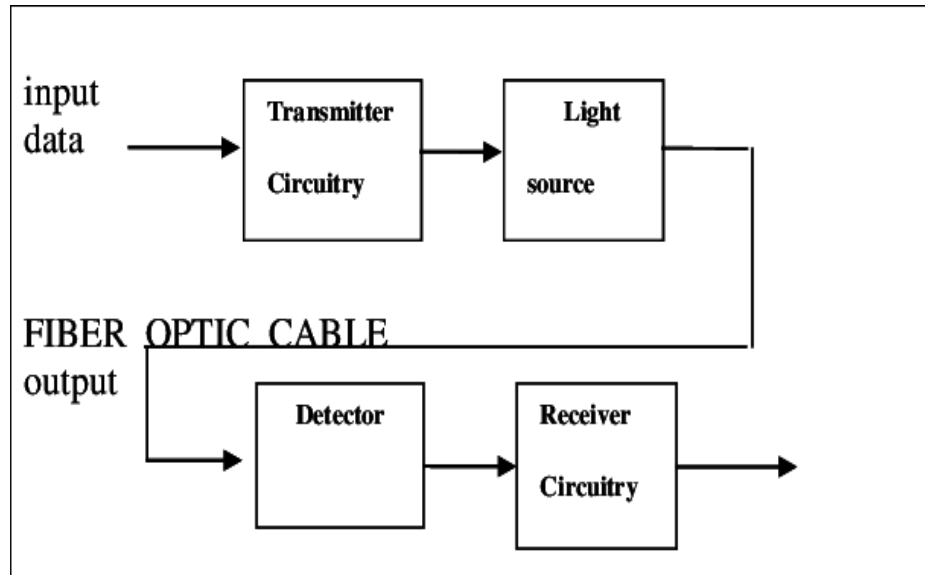 input
data
Transmitter
Circuitry
Light
source
FIBER OPTIC CABLE
output
Detector
Receiver
Circuitry